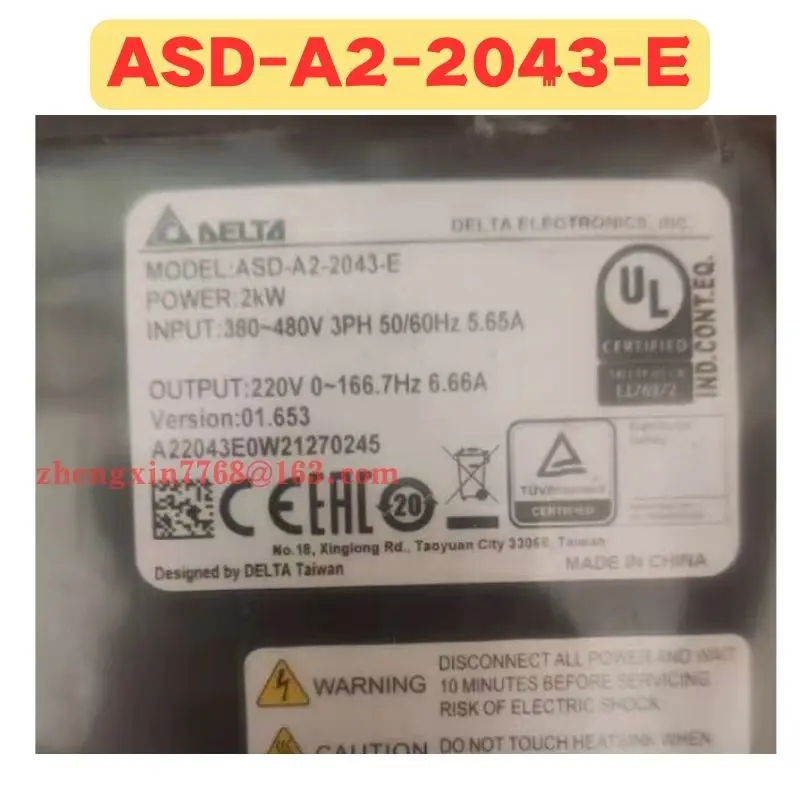 ASD-A2-2043-E
DELTA
DELTA ELECTRONICS, INC.
MODEL:ASD-A2-2043-E
POWER:2kW
INPUT:380~480V 3PH 50/60Hz 5.65A
OUTPUT:220V 0~166.7Hz 6.66A
Version:01.653
A22043E0W21270245
zhengxin7768@163.com
UL
CERTIFIED
E176972
IND.CONT.EQ.
CE EAC 20
TÜVRheinland
CERTIFIED
No.18, Xinglong Rd., Taoyuan City 33068, Taiwan
Designed by DELTA Taiwan
MADE IN CHINA
WARNING
DISCONNECT ALL POWER AND WAIT
10 MINUTES BEFORE SERVICING
RISK OF ELECTRIC SHOCK
CAUTION
DO NOT TOUCH HEATSINK WHEN